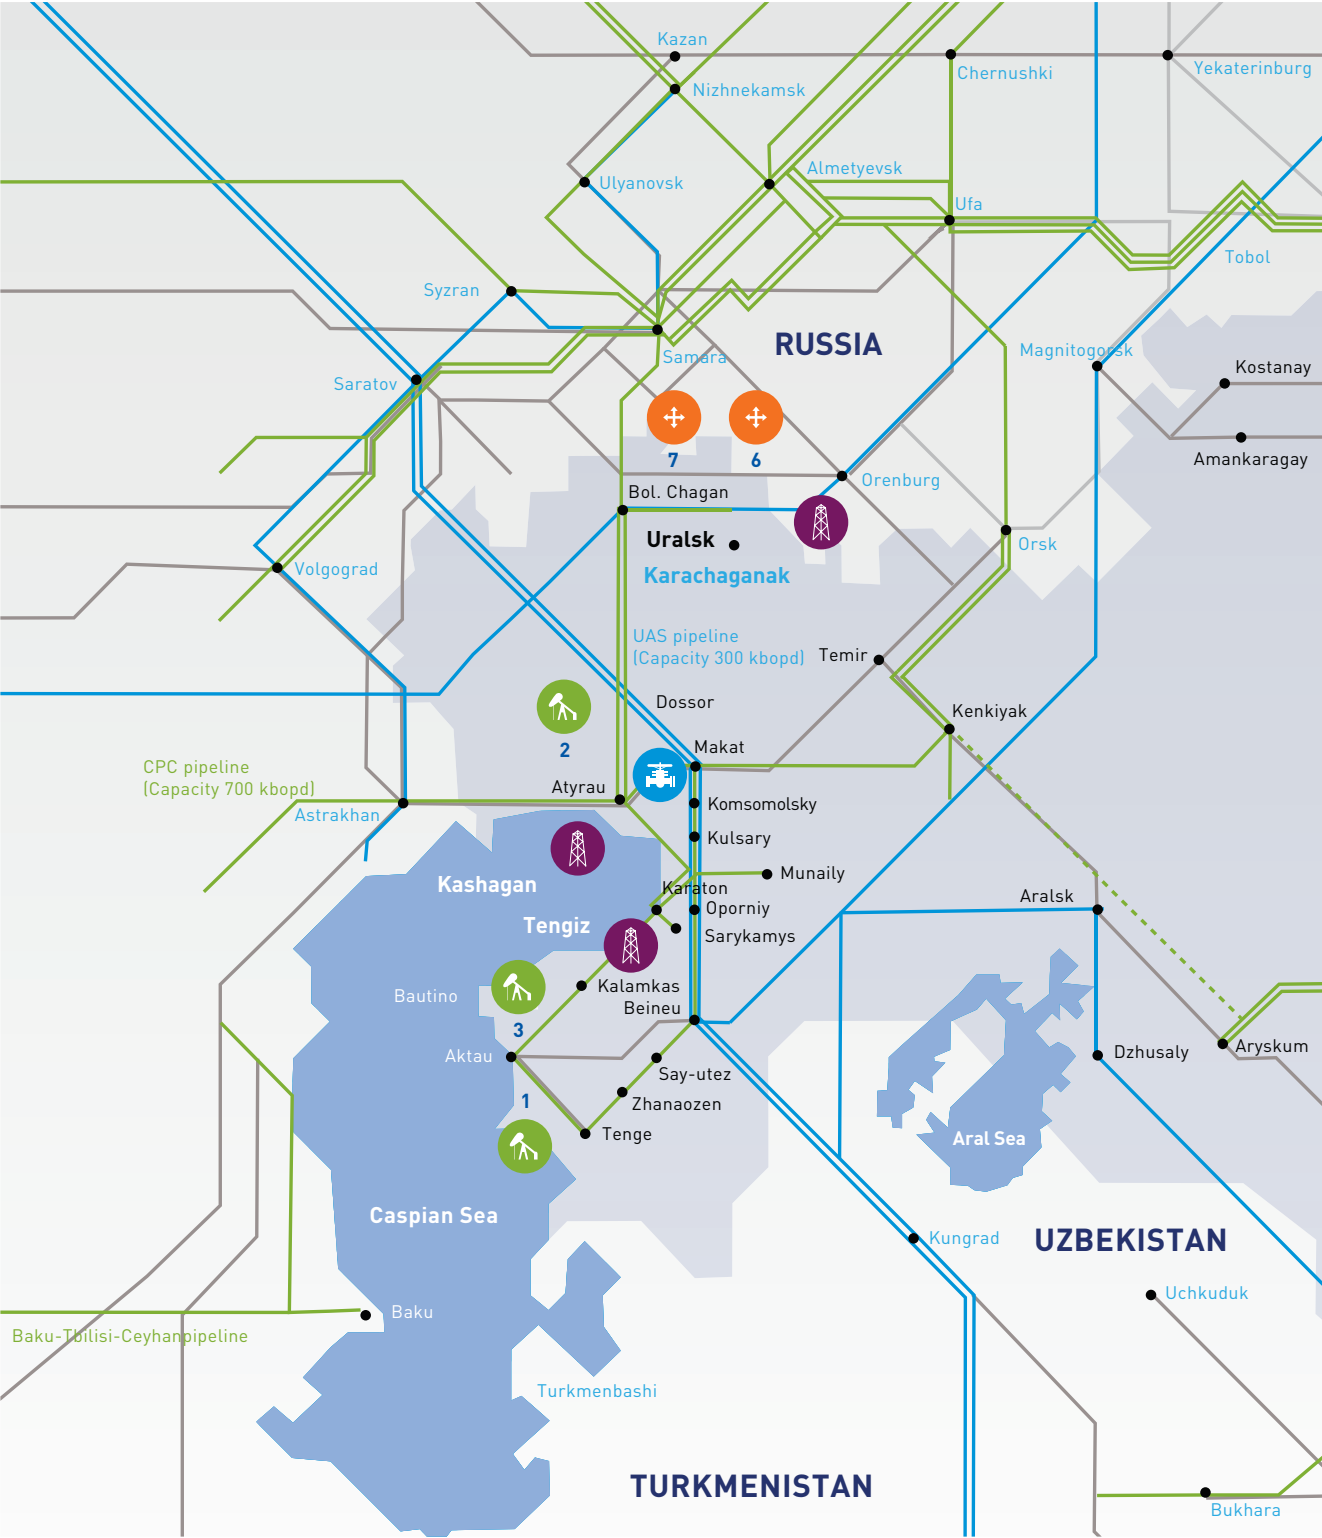 Kazan
Chernushki
Yekaterinburg
Nizhnekamsk
Almetyevsk
Ulyanovsk
Ufa
Tobol
Syzran
RUSSIA
Magnitogorsk
Samara
Kostanay
Saratov
7
6
Amankaragay
Orenburg
Bol. Chagan
Uralsk
Orsk
Karachaganak
Volgograd
UAS pipeline
(Capacity 300 kbopd)
Temir
Dossor
Kenkiyak
2
Makat
CPC pipeline
(Capacity 700 kbopd)
Atyrau
Astrakhan
Komsomolsky
Kulsary
Munaily
Kashagan
Karaton
Aralsk
Oporniy
Tengiz
Sarykamys
Bautino
Kalamkas
Beineu
3
Aktau
Aryskum
Dzhusaly
Say-utez
1
Zhanaozen
Tenge
Aral Sea
Caspian Sea
Kungrad
UZBEKISTAN
Uchkuduk
Baku
Baku-Tbilisi-Ceyhanpipeline
Turkmenbashi
TURKMENISTAN
Bukhara